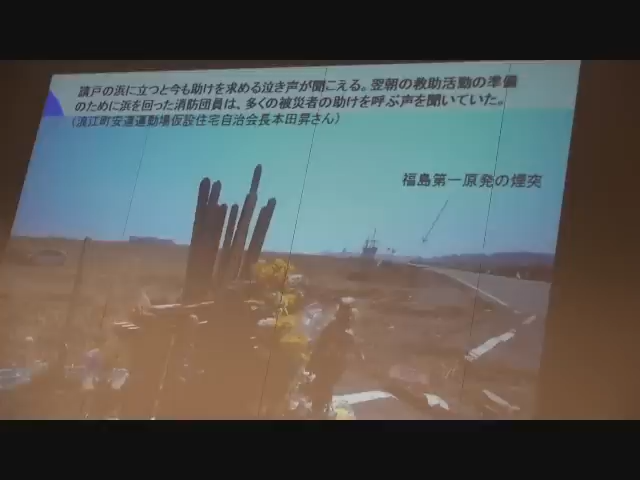 請戸の浜に立つと今も助けを求める泣き声が聞こえる。翌朝の救助活動の準備
のために浜を回った消防団員は、多くの被災者の助けを呼ぶ声を聞いていた。
（浪江町安達運動場仮設住宅自治会長本田昇さん）
福島第一原発の煙突